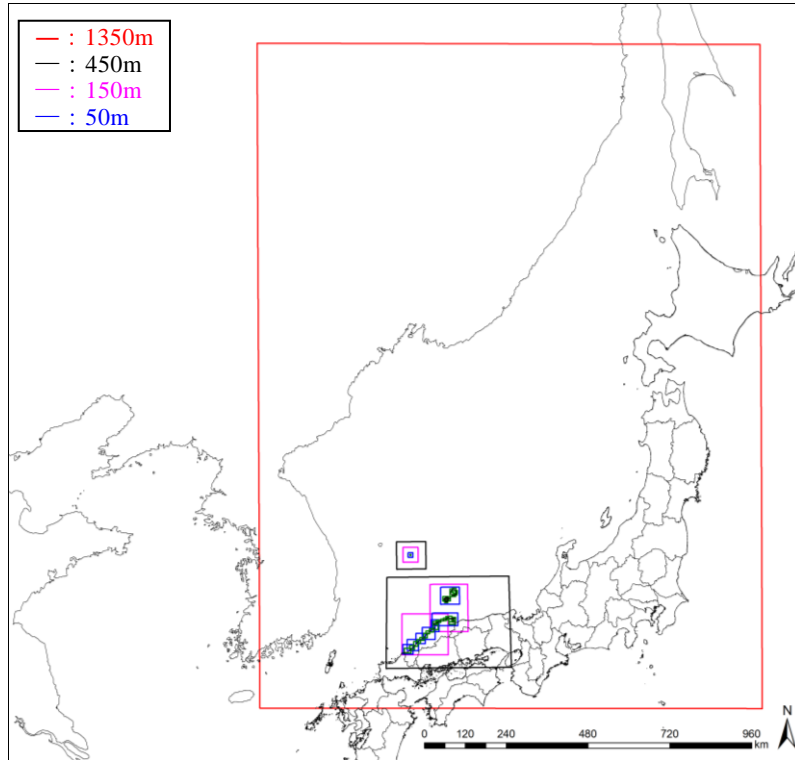 — : 1350m
— : 450m
— : 150m
— : 50m
N
0 120 240 480 720 960
km